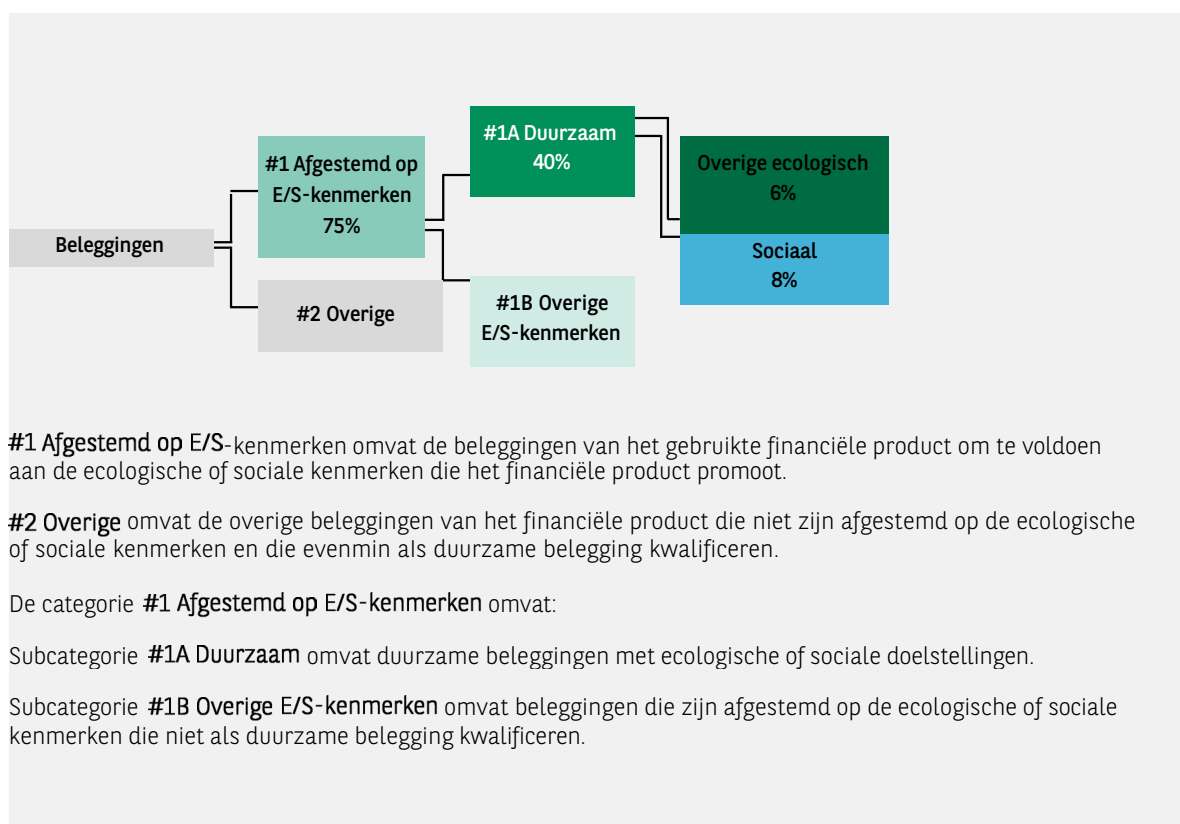 #1A Duurzaam
40%
#1 Afgestemd op
E/S-kenmerken
75%
Overige ecologisch
6%
Beleggingen
Sociaal
8%
#2 Overige
#1B Overige
E/S-kenmerken
#1 Afgestemd op E/S-kenmerken omvat de beleggingen van het gebruikte financiële product om te voldoen
aan de ecologische of sociale kenmerken die het financiële product promoot.
#2 Overige omvat de overige beleggingen van het financiële product die niet zijn afgestemd op de ecologische
of sociale kenmerken en die evenmin als duurzame belegging kwalificeren.
De categorie #1 Afgestemd op E/S-kenmerken omvat:
Subcategorie #1A Duurzaam omvat duurzame beleggingen met ecologische of sociale doelstellingen.
Subcategorie #1B Overige E/S-kenmerken omvat beleggingen die zijn afgestemd op de ecologische of sociale
kenmerken die niet als duurzame belegging kwalificeren.